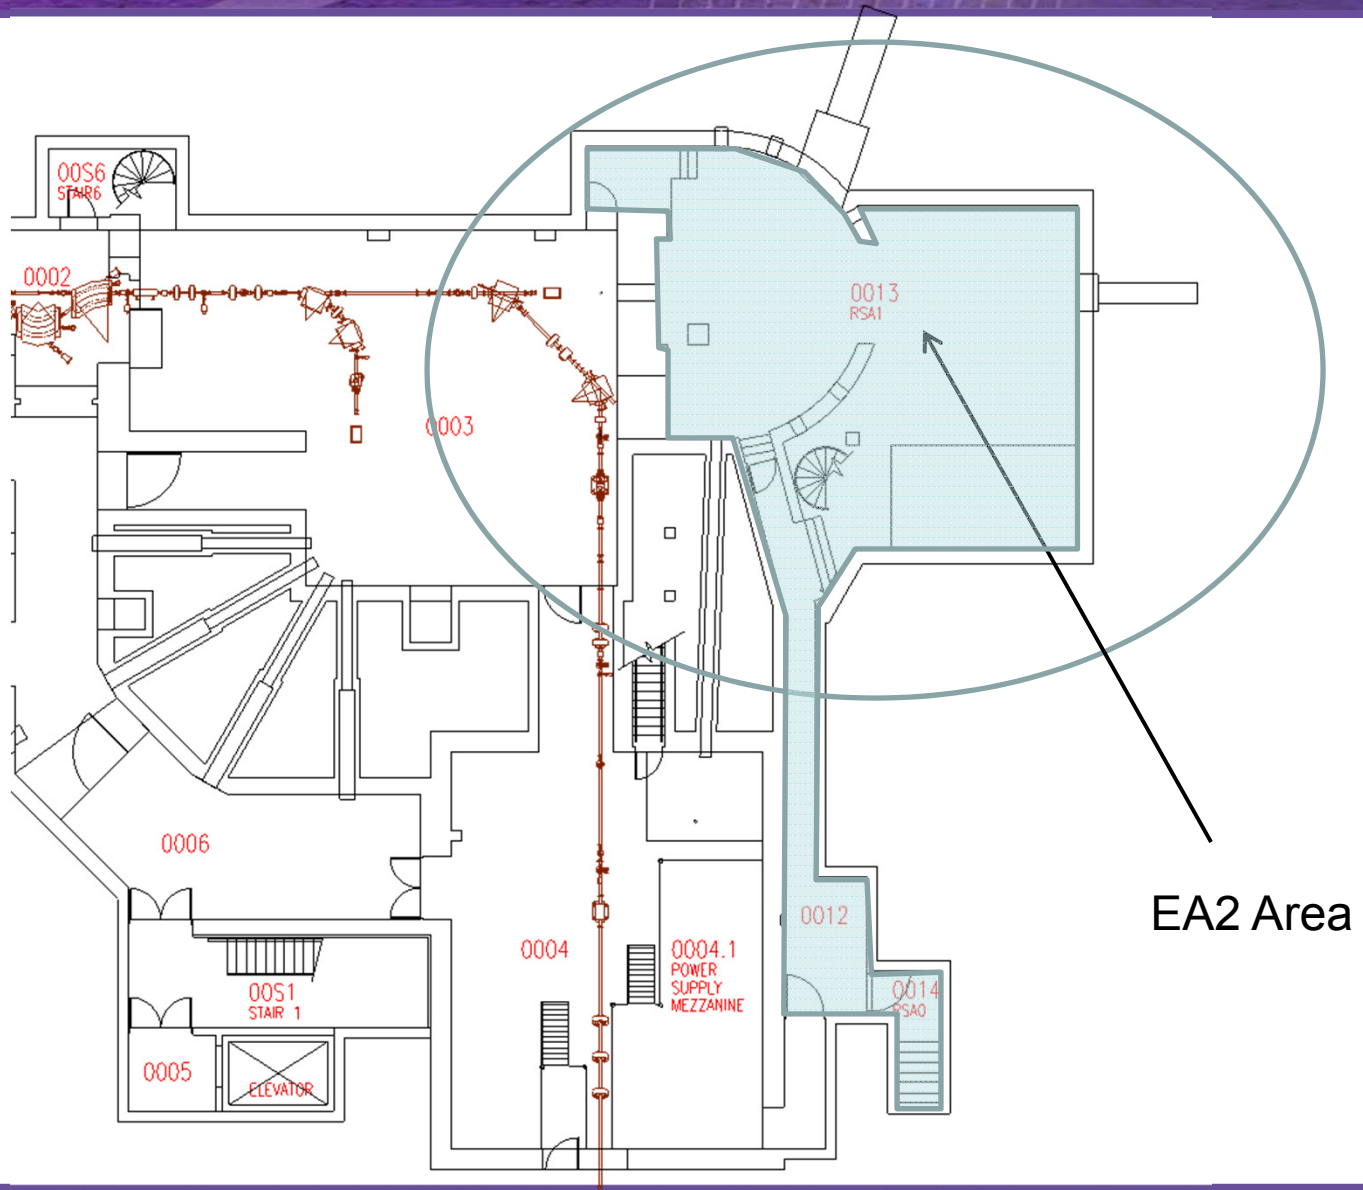 00S6
STAIR6
0002
0013
RSA1
0003
0006
0012
EA2 Area
0004
0004.1
POWER
SUPPLY
MEZZANINE
00S1
STAIR 1
0014
RSA0
0005
ELEVATOR